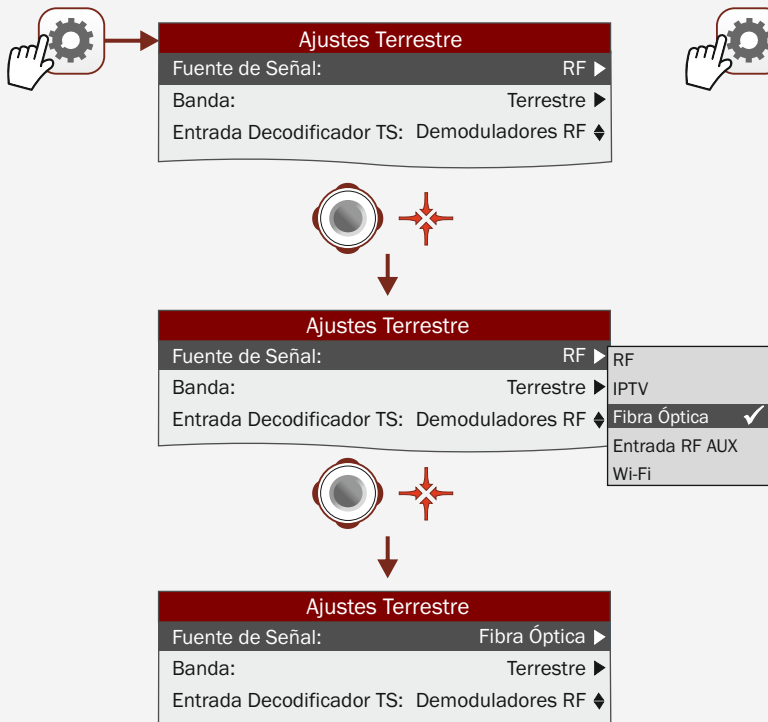 Ajustes Terrestre
Fuente de Señal: RF
Banda: Terrestre
Entrada Decodificador TS: Demoduladores RF
Ajustes Terrestre
Fuente de Señal: RF
Banda: Terrestre
Entrada Decodificador TS: Demoduladores RF
RF
IPTV
Fibra Óptica
Entrada RF AUX
Wi-Fi
Ajustes Terrestre
Fuente de Señal: Fibra Óptica
Banda: Terrestre
Entrada Decodificador TS: Demoduladores RF